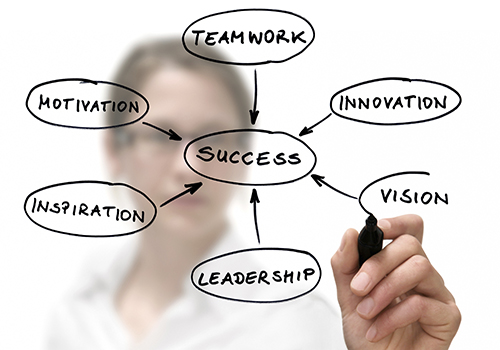 TEAMWORK
MOTIVATION
INNOVATION
SUCCESS
INSPIRATION
VISION
LEADERSHIP